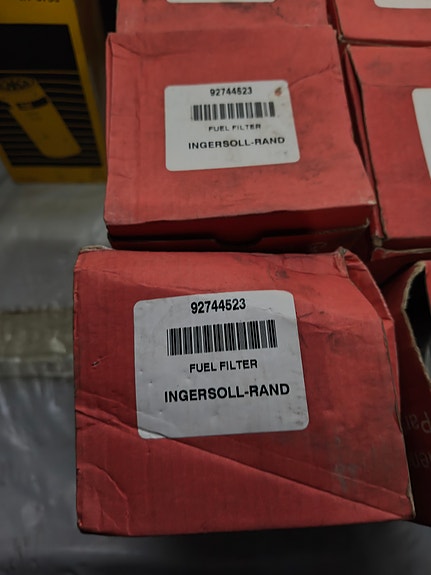 92744523
FUEL FILTER
INGERSOLL-RAND
92744523
FUEL FILTER
INGERSOLL-RAND